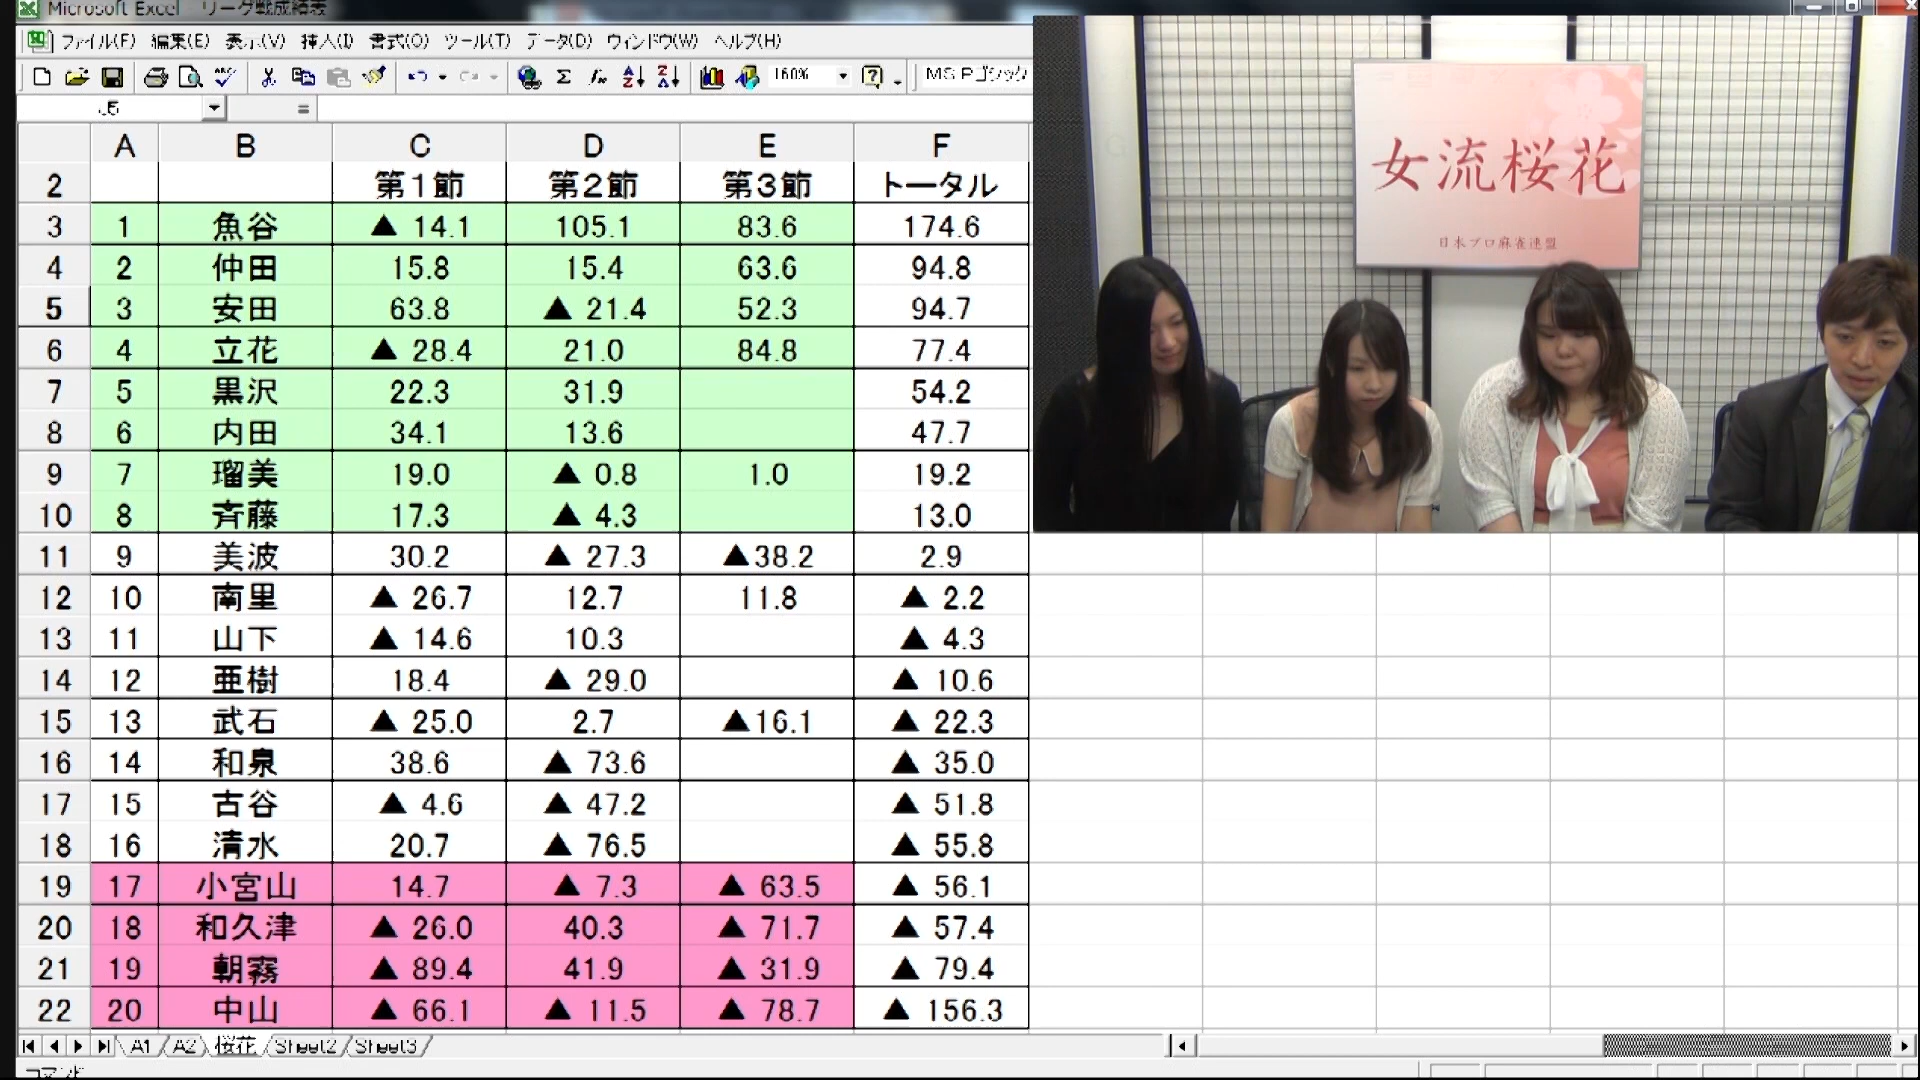 Microsoft Excel リーグ戦成績表
ファイル(F) 編集(E) 表示(V) 挿入(I) 書式(O) ツール(T) データ(D) ウィンドウ(W) ヘルプ(H)
160%
A B C D E F
2 第１節 第２節 第３節 トータル
3 1 魚谷 ▲ 14.1 105.1 83.6 174.6
4 2 仲田 15.8 15.4 63.6 94.8
5 3 安田 63.8 ▲ 21.4 52.3 94.7
6 4 立花 ▲ 28.4 21.0 84.8 77.4
7 5 黒沢 22.3 31.9 54.2
8 6 内田 34.1 13.6 47.7
9 7 瑠美 19.0 ▲ 0.8 1.0 19.2
10 8 斉藤 17.3 ▲ 4.3 13.0
11 9 美波 30.2 ▲ 27.3 ▲38.2 2.9
12 10 南里 ▲ 26.7 12.7 11.8 ▲ 2.2
13 11 山下 ▲ 14.6 10.3 ▲ 4.3
14 12 亜樹 18.4 ▲ 29.0 ▲ 10.6
15 13 武石 ▲ 25.0 2.7 ▲16.1 ▲ 22.3
16 14 和泉 38.6 ▲ 73.6 ▲ 35.0
17 15 古谷 ▲ 4.6 ▲ 47.2 ▲ 51.8
18 16 清水 20.7 ▲ 76.5 ▲ 55.8
19 17 小宮山 14.7 ▲ 7.3 ▲ 63.5 ▲ 56.1
20 18 和久津 ▲ 26.0 40.3 ▲ 71.7 ▲ 57.4
21 19 朝霧 ▲ 89.4 41.9 ▲ 31.9 ▲ 79.4
22 20 中山 ▲ 66.1 ▲ 11.5 ▲ 78.7 ▲ 156.3
A1 A2 桜花 Sheet2 Sheet3
女流桜花
日本プロ麻雀連盟